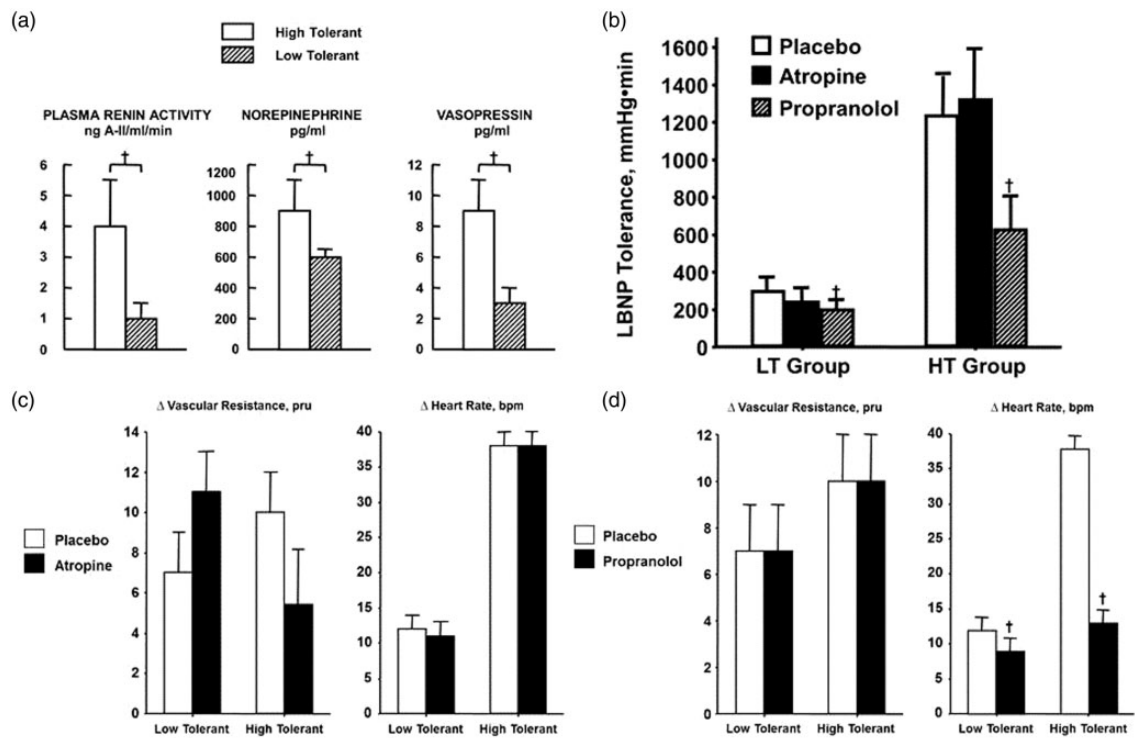 (a)
High Tolerant
Low Tolerant
PLASMA RENIN ACTIVITY
ng A-II/ml/min
†
6
5
4
3
2
1
0
NOREPINEPHRINE
pg/ml
†
1200
1000
800
600
400
200
0
VASOPRESSIN
pg/ml
†
12
10
8
6
4
2
0
(b)
LBNP Tolerance, mmHg•min
1600
1400
1200
1000
800
600
400
200
0
Placebo
Atropine
Propranolol
†
†
LT Group
HT Group
(c)
Placebo
Atropine
Δ Vascular Resistance, pru
14
12
10
8
6
4
2
0
Low Tolerant
High Tolerant
Δ Heart Rate, bpm
40
35
30
25
20
15
10
5
0
Low Tolerant
High Tolerant
(d)
Placebo
Propranolol
Δ Vascular Resistance, pru
12
10
8
6
4
2
0
Low Tolerant
High Tolerant
Δ Heart Rate, bpm
40
35
30
25
20
15
10
5
0
†
†
Low Tolerant
High Tolerant